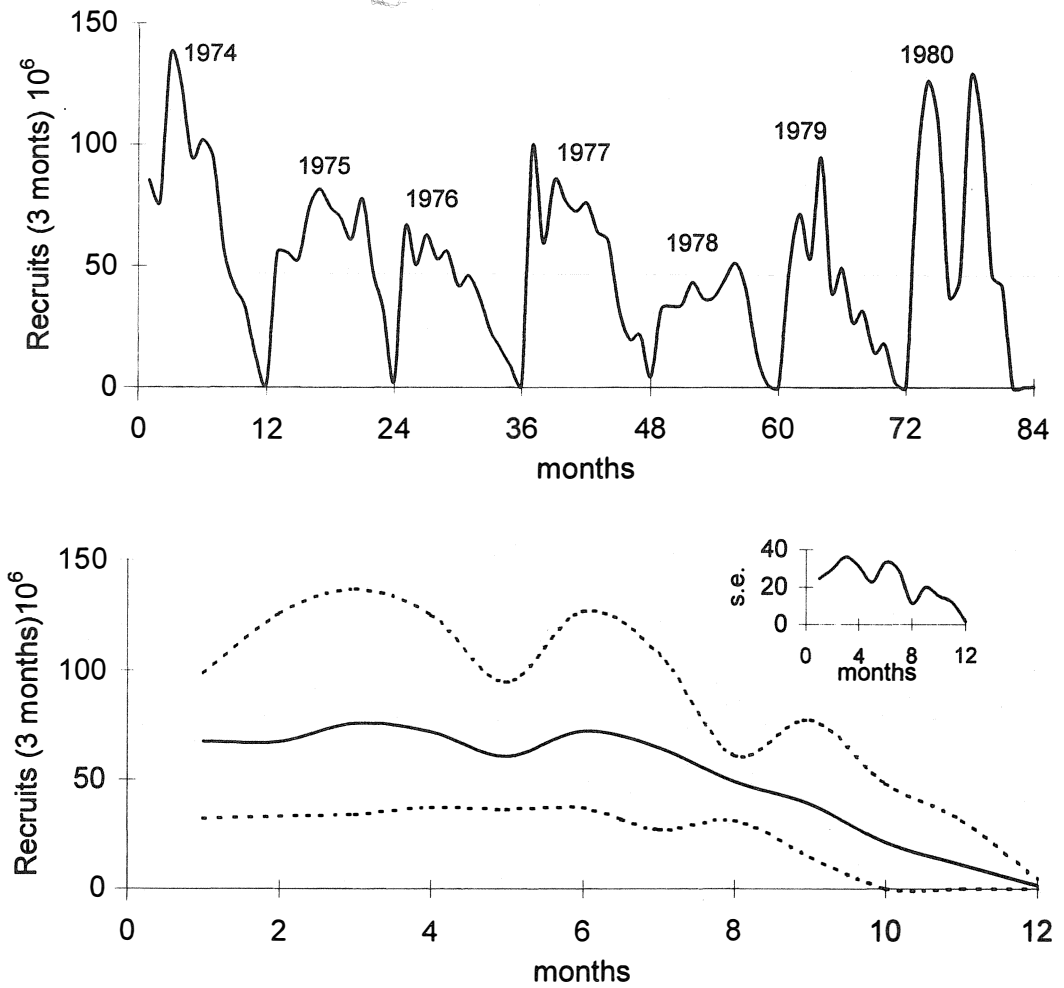 Recruits (3 monts) 10⁶
150
100
50
0
1974
1975
1976
1977
1978
1979
1980
0 12 24 36 48 60 72 84
months
Recruits (3 months)10⁶
150
100
50
0
s.e.
40
20
0
0 4 8 12
months
0 2 4 6 8 10 12
months